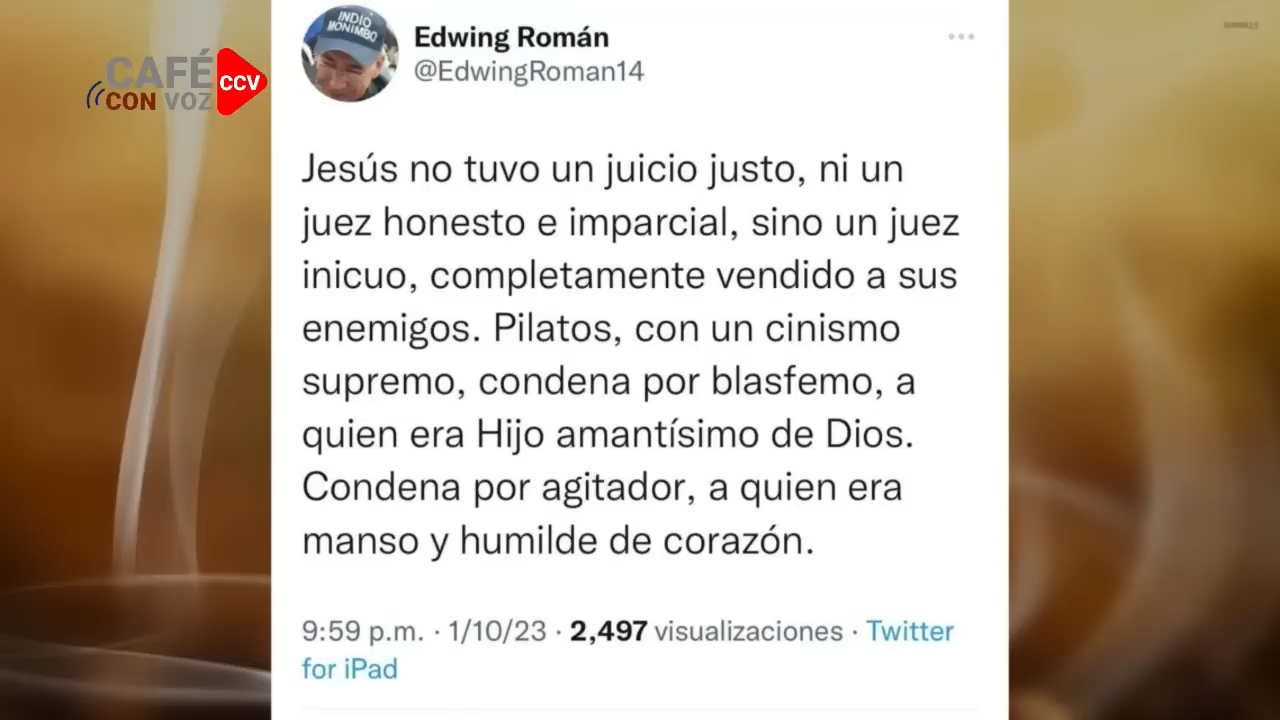 CAFÉ
CON VOZ
CCV
INDIO
MONIMBO
Edwing Román
@EdwingRoman14
Jesús no tuvo un juicio justo, ni un
juez honesto e imparcial, sino un juez
inicuo, completamente vendido a sus
enemigos. Pilatos, con un cinismo
supremo, condena por blasfemo, a
quien era Hijo amantísimo de Dios.
Condena por agitador, a quien era
manso y humilde de corazón.
9:59 p.m. · 1/10/23 · 2,497 visualizaciones · Twitter
for iPad